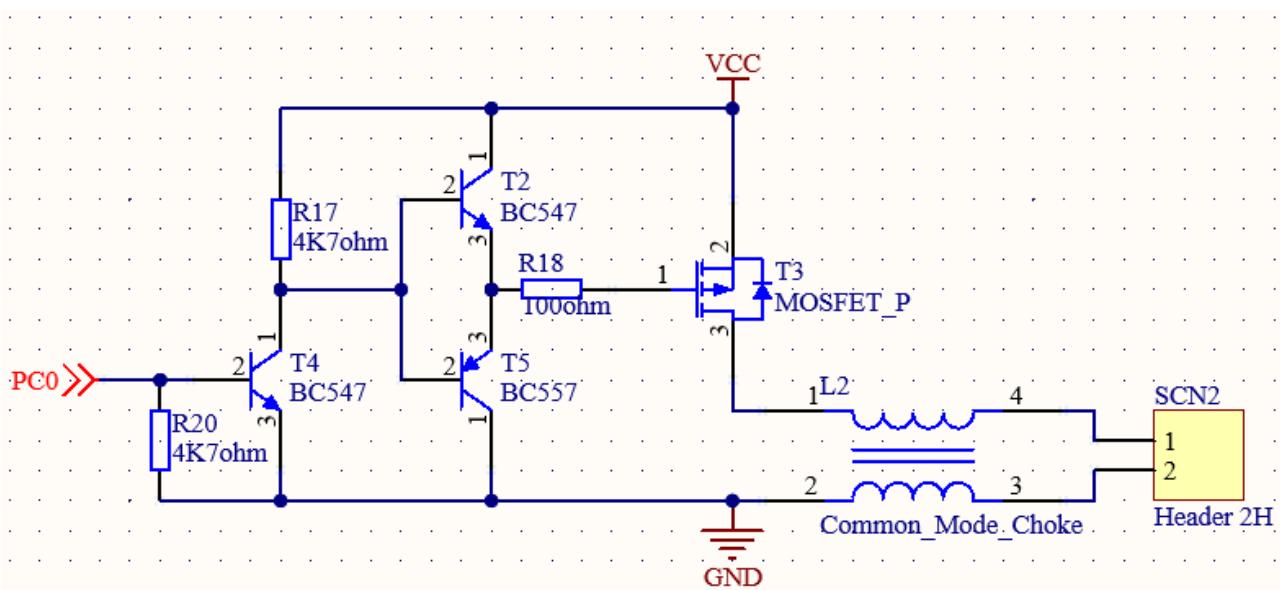 VCC
1
2
T2
BC547
3
R17
4K7ohm
R18
100ohm
1
2
T3
MOSFET_P
3
PC0
1
2
T4
BC547
3
3
2
T5
BC557
1
R20
4K7ohm
1
L2
4
2
3
Common_Mode_Choke
SCN2
1
2
Header 2H
GND